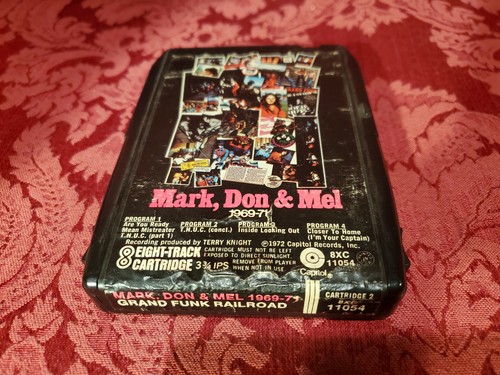 Mark, Don & Mel
1969-71
PROGRAM 1
Are You Ready
Mean Mistreater
T.N.U.C. (part 1)
PROGRAM 2
T.N.U.C. (concl.)
PROGRAM 3
Inside Looking Out
PROGRAM 4
Closer To Home
(I'm Your Captain)
Recording produced by TERRY KNIGHT
℗1972 Capitol Records, Inc.
8 EIGHT-TRACK
CARTRIDGE 3¾ IPS
CARTRIDGE MUST NOT BE LEFT
EXPOSED TO DIRECT SUNLIGHT.
REMOVE FROM PLAYER
WHEN NOT IN USE
Capitol
8XC
11054
MARK, DON & MEL 1969-71
GRAND FUNK RAILROAD
CARTRIDGE 2
8XC
11054